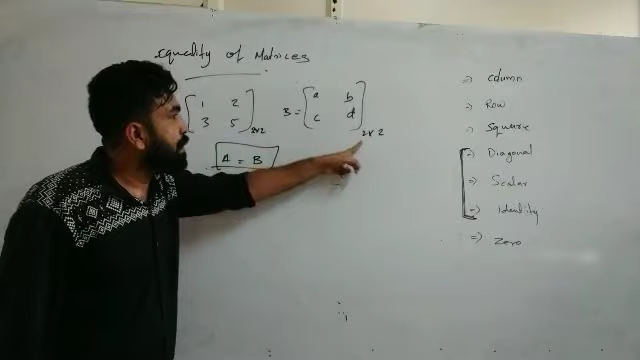 Equality of Matrices
[1 2
3 5]2x2
B = [a b
c d]2x2
A = B
⇒ Column
⇒ Row
⇒ Square
⇒ Diagonal
⇒ Scalar
⇒ Identity
⇒ Zero